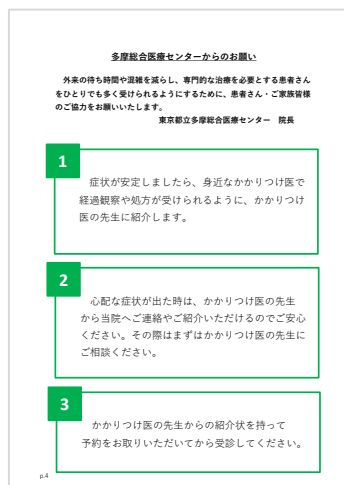 多摩総合医療センターからのお願い
外来の待ち時間や混雑を減らし、専門的な治療を必要とする患者さん
をひとりでも多く受けられるようにするために、患者さん・ご家族皆様
のご協力をお願いいたします。
東京都立多摩総合医療センター　院長
1
症状が安定しましたら、身近なかかりつけ医で
経過観察や処方が受けられるように、かかりつけ
医の先生に紹介します。
2
心配な症状が出た時は、かかりつけ医の先生
から当院へご連絡やご紹介いただけるのでご安心
ください。その際はまずはかかりつけ医の先生に
ご相談ください。
3
かかりつけ医の先生からの紹介状を持って
予約をお取りいただいてから受診してください。
p.4